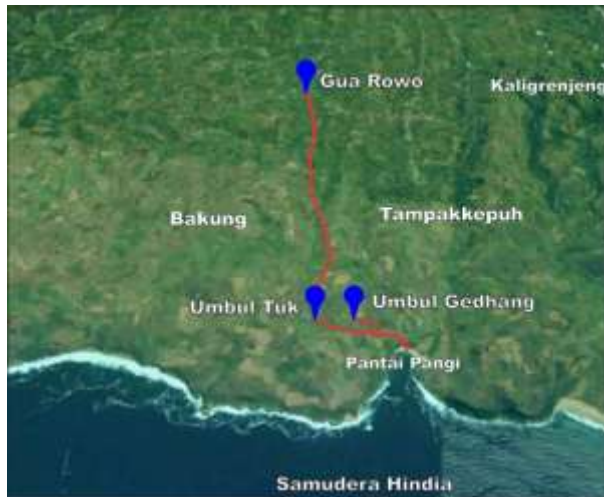 Gua Rowo
Kaligrenjeng
Bakung
Tampakkepuh
Umbul Tuk
Umbul Gedhang
Pantai Pangi
Samudera Hindia